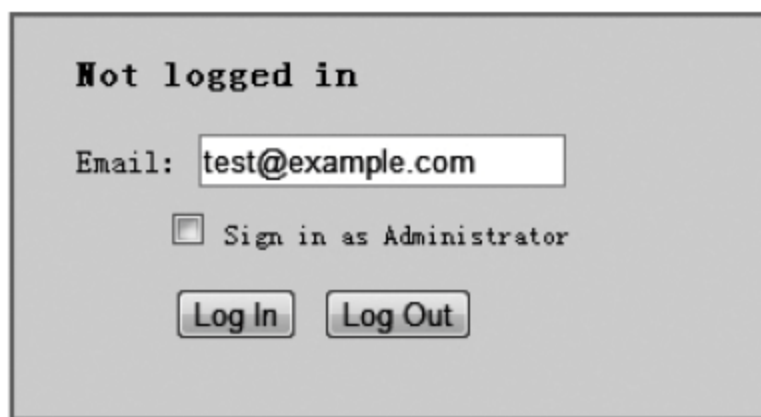 Not logged in
Email: test@example.com
Sign in as Administrator
Log In Log Out